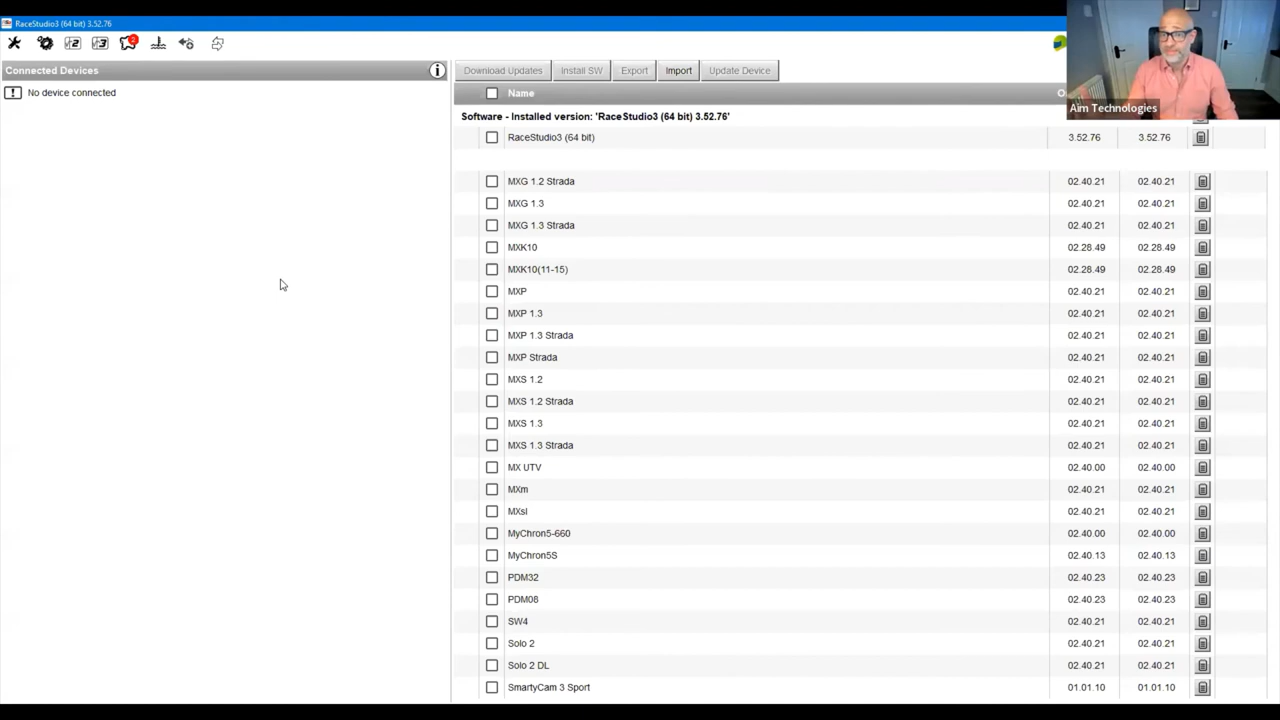 RaceStudio3 (64 bit) 3.52.76
2
3
2
Connected Devices
i
Download Updates Install SW Export Import Update Device
! No device connected
Name O
Aim Technologies
Software - Installed version: 'RaceStudio3 (64 bit) 3.52.76'
RaceStudio3 (64 bit) 3.52.76 3.52.76
MXG 1.2 Strada 02.40.21 02.40.21
MXG 1.3 02.40.21 02.40.21
MXG 1.3 Strada 02.40.21 02.40.21
MXK10 02.28.49 02.28.49
MXK10(11-15) 02.28.49 02.28.49
MXP 02.40.21 02.40.21
MXP 1.3 02.40.21 02.40.21
MXP 1.3 Strada 02.40.21 02.40.21
MXP Strada 02.40.21 02.40.21
MXS 1.2 02.40.21 02.40.21
MXS 1.2 Strada 02.40.21 02.40.21
MXS 1.3 02.40.21 02.40.21
MXS 1.3 Strada 02.40.21 02.40.21
MX UTV 02.40.00 02.40.00
MXm 02.40.21 02.40.21
MXsl 02.40.21 02.40.21
MyChron5-660 02.40.00 02.40.00
MyChron5S 02.40.13 02.40.13
PDM32 02.40.23 02.40.23
PDM08 02.40.23 02.40.23
SW4 02.40.21 02.40.21
Solo 2 02.40.21 02.40.21
Solo 2 DL 02.40.21 02.40.21
SmartyCam 3 Sport 01.01.10 01.01.10